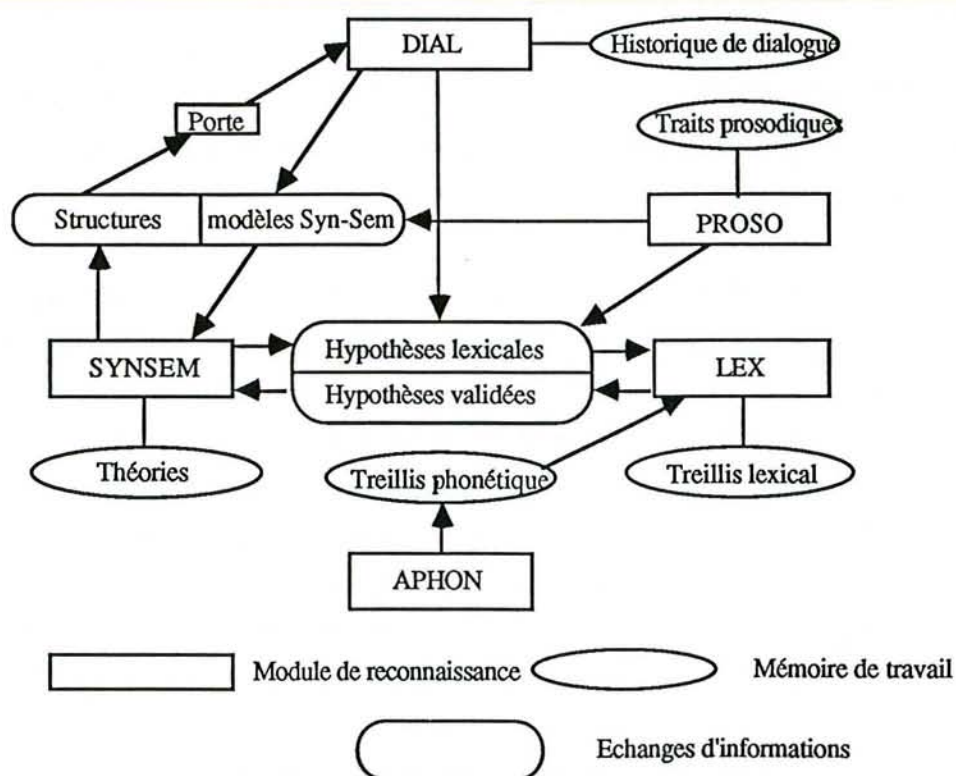 DIAL
Historique de dialogue
Porte
Traits prosodiques
Structures
modèles Syn-Sem
PROSO
SYNSEM
Hypothèses lexicales
LEX
Hypothèses validées
Théories
Treillis phonétique
Treillis lexical
APHON
Module de reconnaissance
Mémoire de travail
Echanges d'informations